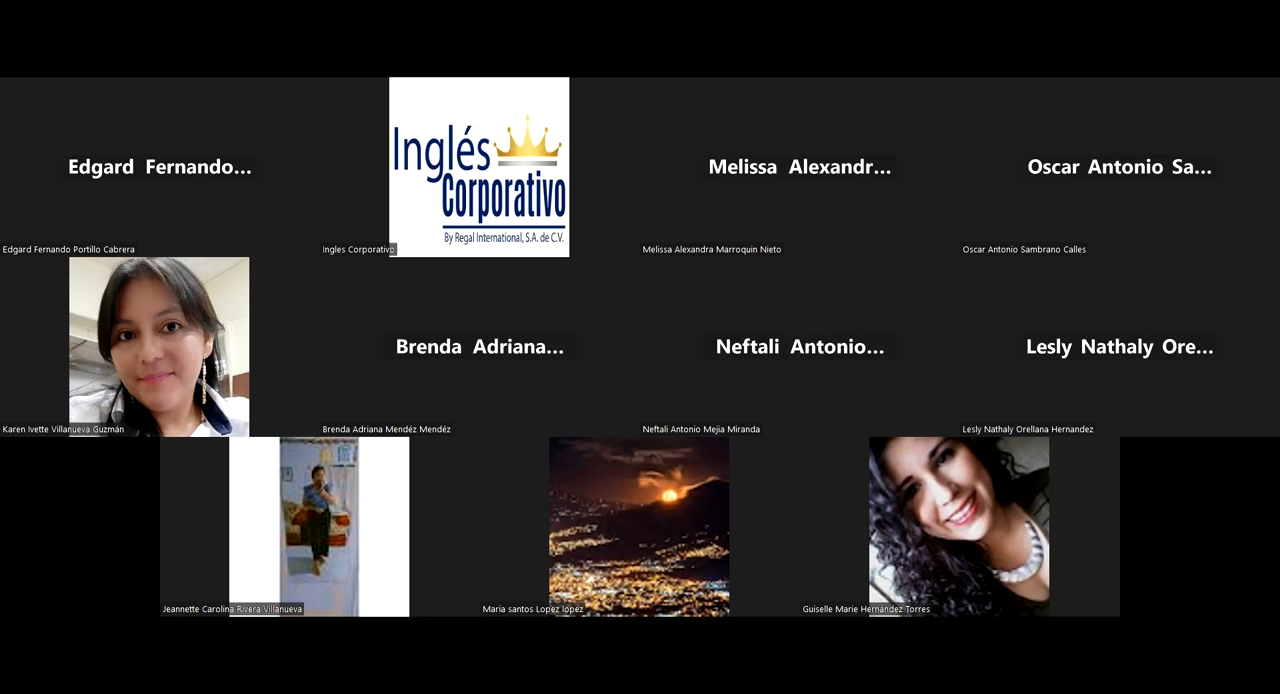 Edgard Fernando...
Inglés
Corporativo
By Regal International, S.A. de C.V.
Melissa Alexandr...
Oscar Antonio Sa...
Edgard Fernando Portillo Cabrera
Ingles Corporativo
Melissa Alexandra Marroquin Nieto
Oscar Antonio Sambrano Calles
Brenda Adriana...
Neftali Antonio...
Lesly Nathaly Ore...
Karen Ivette Villanueva Guzmán
Brenda Adriana Mendéz Mendéz
Neftali Antonio Mejia Miranda
Lesly Nathaly Orellana Hernandez
Jeannette Carolina Rivera Villanueva
Maria santos Lopez lopez
Guiselle Marie Hernández Torres